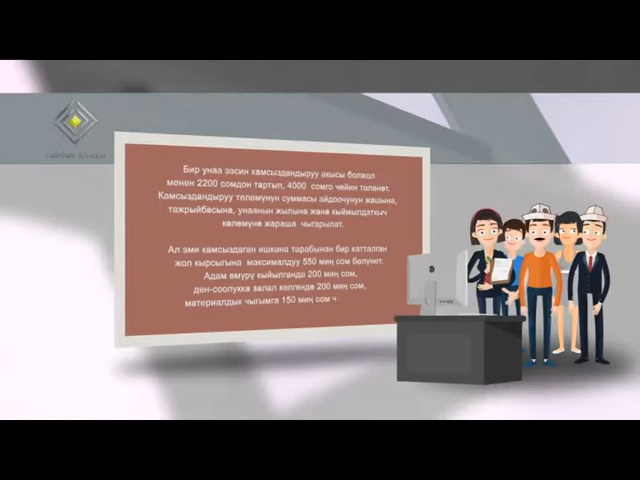 Бир унаа ээсин камсыздандыруу акысы болжол
менен 2200 сомдон тартып, 4000 сомго чейин төлөнөт.
Камсыздандыруу төлөмүнүн суммасы айдоочунун жашына,
тажрыйбасына, унаанын жылына жана кыймылдаткыч
көлөмүнө жараша чыгарылат.
Ал эми камсыздаган ишкана тарабынан бир катталган
жол кырсыгына максималдуу 550 миң сом бөлүнөт.
Адам өмүрү кыйылганда 200 миң сом,
ден-соолукка залал келгенде 200 миң сом,
материалдык чыгымга 150 миң сом ч